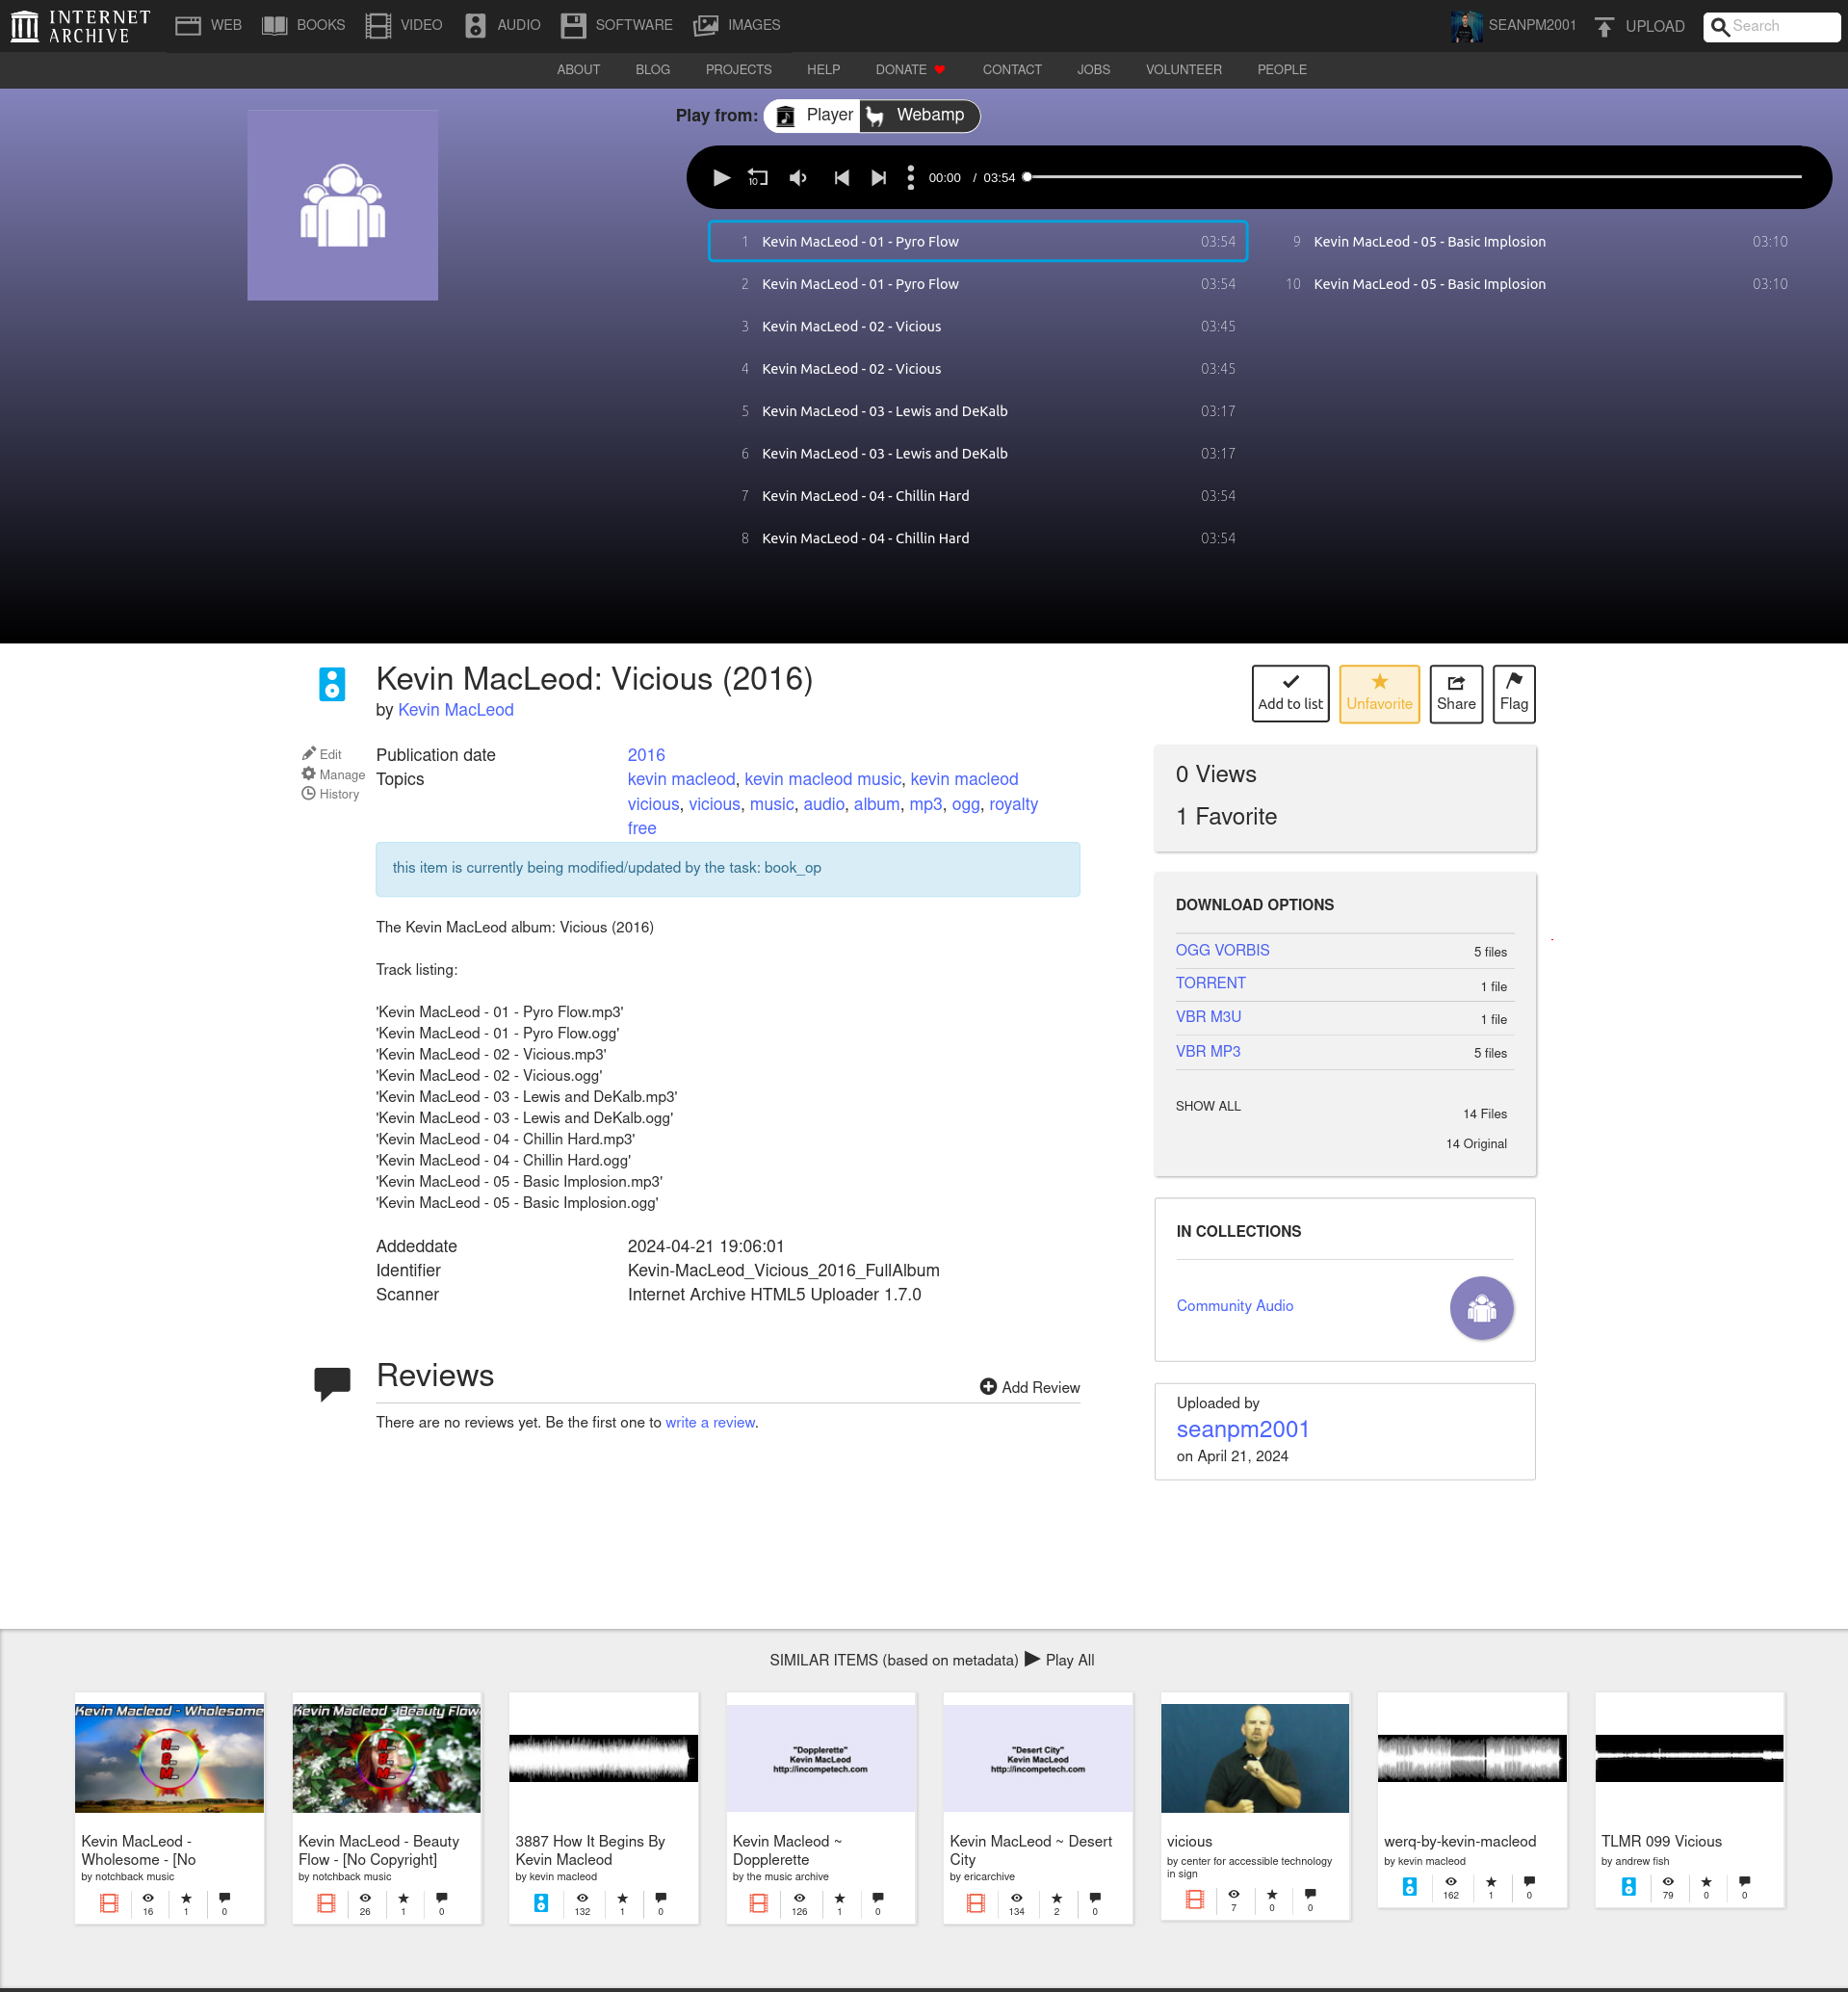 INTERNET
ARCHIVE
WEB BOOKS VIDEO AUDIO SOFTWARE IMAGES SEANPM2001 UPLOAD Search
ABOUT BLOG PROJECTS HELP DONATE CONTACT JOBS VOLUNTEER PEOPLE
Play from: Player Webamp
10 00:00 / 03:54
1 Kevin MacLeod - 01 - Pyro Flow 03:54
2 Kevin MacLeod - 01 - Pyro Flow 03:54
3 Kevin MacLeod - 02 - Vicious 03:45
4 Kevin MacLeod - 02 - Vicious 03:45
5 Kevin MacLeod - 03 - Lewis and DeKalb 03:17
6 Kevin MacLeod - 03 - Lewis and DeKalb 03:17
7 Kevin MacLeod - 04 - Chillin Hard 03:54
8 Kevin MacLeod - 04 - Chillin Hard 03:54
9 Kevin MacLeod - 05 - Basic Implosion 03:10
10 Kevin MacLeod - 05 - Basic Implosion 03:10
Kevin MacLeod: Vicious (2016)
by Kevin MacLeod
Edit
Manage
History
Publication date 2016
Topics kevin macleod, kevin macleod music, kevin macleod
vicious, vicious, music, audio, album, mp3, ogg, royalty
free
this item is currently being modified/updated by the task: book_op
The Kevin MacLeod album: Vicious (2016)
Track listing:
'Kevin MacLeod - 01 - Pyro Flow.mp3'
'Kevin MacLeod - 01 - Pyro Flow.ogg'
'Kevin MacLeod - 02 - Vicious.mp3'
'Kevin MacLeod - 02 - Vicious.ogg'
'Kevin MacLeod - 03 - Lewis and DeKalb.mp3'
'Kevin MacLeod - 03 - Lewis and DeKalb.ogg'
'Kevin MacLeod - 04 - Chillin Hard.mp3'
'Kevin MacLeod - 04 - Chillin Hard.ogg'
'Kevin MacLeod - 05 - Basic Implosion.mp3'
'Kevin MacLeod - 05 - Basic Implosion.ogg'
Addeddate 2024-04-21 19:06:01
Identifier Kevin-MacLeod_Vicious_2016_FullAlbum
Scanner Internet Archive HTML5 Uploader 1.7.0
Reviews
Add Review
There are no reviews yet. Be the first one to write a review.
Add to list Unfavorite Share Flag
0 Views
1 Favorite
DOWNLOAD OPTIONS
OGG VORBIS 5 files
TORRENT 1 file
VBR M3U 1 file
VBR MP3 5 files
SHOW ALL 14 Files
14 Original
IN COLLECTIONS
Community Audio
Uploaded by
seanpm2001
on April 21, 2024
SIMILAR ITEMS (based on metadata) Play All
Kevin Macleod - Wholesome
N_
R_
M_
Kevin MacLeod -
Wholesome - [No
by notchback music
16 1 0
Kevin Macleod - Beauty Flow
N_
R_
M_
Kevin MacLeod - Beauty
Flow - [No Copyright]
by notchback music
26 1 0
3887 How It Begins By
Kevin Macleod
by kevin macleod
132 1 0
"Dopplerette"
Kevin MacLeod
http://incompetech.com
Kevin Macleod ~
Dopplerette
by the music archive
126 1 0
"Desert City"
Kevin MacLeod
http://incompetech.com
Kevin MacLeod ~ Desert
City
by ericarchive
134 2 0
vicious
by center for accessible technology
in sign
7 0 0
werq-by-kevin-macleod
by kevin macleod
162 1 0
TLMR 099 Vicious
by andrew fish
79 0 0